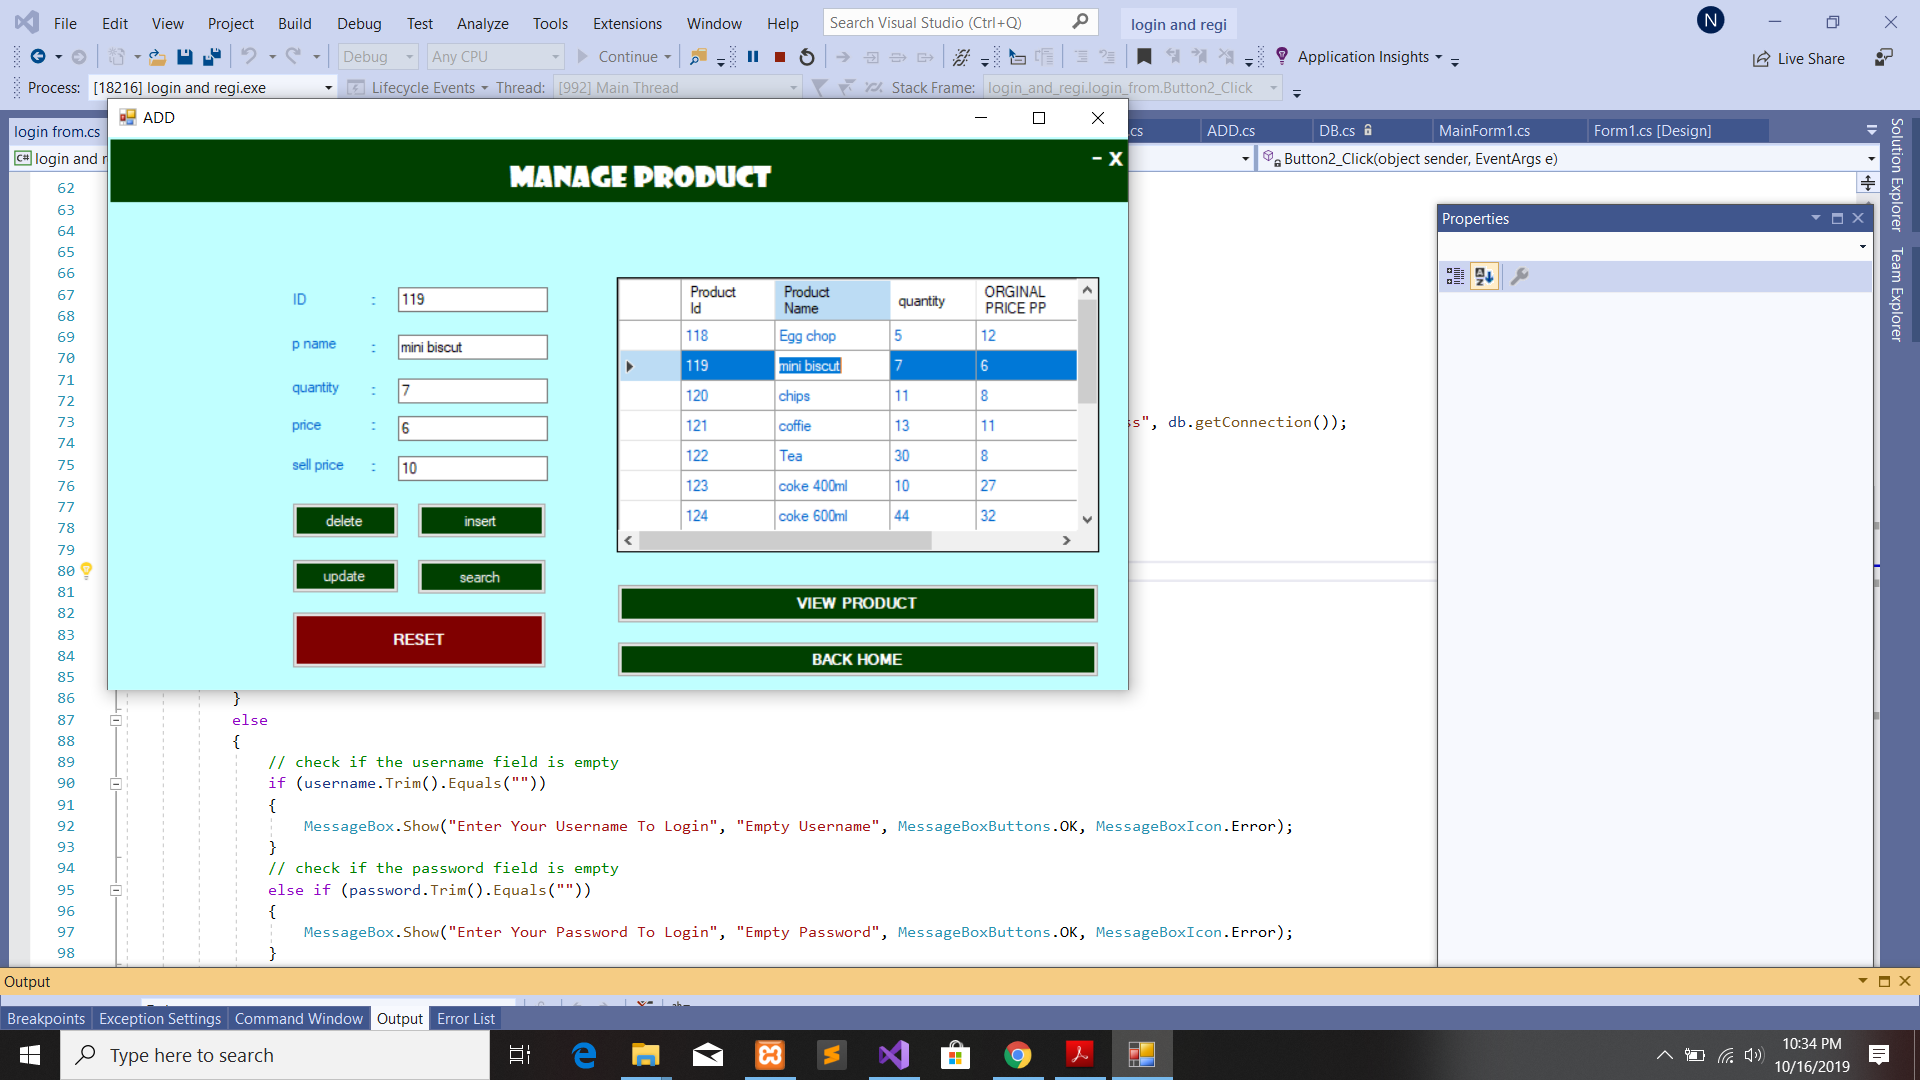 File Edit View Project Build Debug Test Analyze Tools Extensions Window Help Search Visual Studio (Ctrl+Q) login and regi N
Debug Any CPU Continue Application Insights Live Share
Process: [18216] login and regi.exe Lifecycle Events Thread: [992] Main Thread Stack Frame: login_and_regi.login_from.Button2_Click
login from.cs ADD .cs ADD.cs DB.cs MainForm1.cs Form1.cs [Design]
C# login and r Button2_Click(object sender, EventArgs e)
MANAGE PRODUCT - X
Solution Explorer
Team Explorer
Properties
ID : 119
p name : mini biscut
quantity : 7
price : 6
sell price : 10
delete insert
update search
RESET
Product Id Product Name quantity ORGINAL PRICE PP
118 Egg chop 5 12
119 mini biscut 7 6
120 chips 11 8
121 coffie 13 11
122 Tea 30 8
123 coke 400ml 10 27
124 coke 600ml 44 32
VIEW PRODUCT
BACK HOME
62
63
64
65
66
67
68
69
70
71
72
73 ss", db.getConnection());
74
75
76
77
78
79
80
81
82
83
84
85
86 }
87 else
88 {
89 // check if the username field is empty
90 if (username.Trim().Equals(""))
91 {
92 MessageBox.Show("Enter Your Username To Login", "Empty Username", MessageBoxButtons.OK, MessageBoxIcon.Error);
93 }
94 // check if the password field is empty
95 else if (password.Trim().Equals(""))
96 {
97 MessageBox.Show("Enter Your Password To Login", "Empty Password", MessageBoxButtons.OK, MessageBoxIcon.Error);
98 }
Output
Breakpoints Exception Settings Command Window Output Error List
Type here to search
10:34 PM
10/16/2019